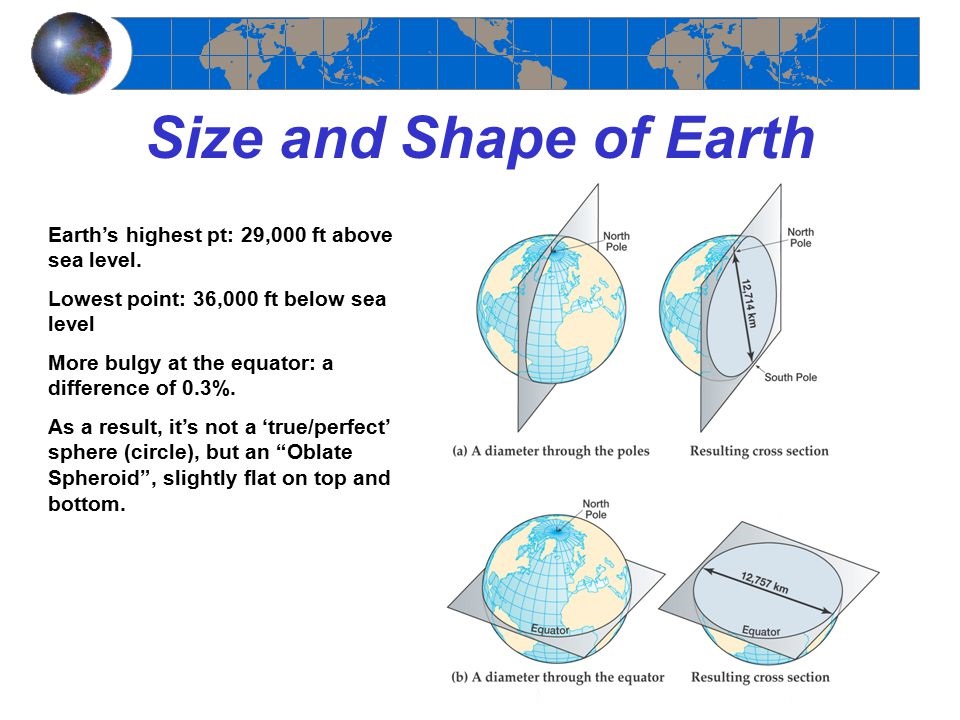 Size and Shape of Earth
Earth’s highest pt: 29,000 ft above
sea level.
Lowest point: 36,000 ft below sea
level
More bulgy at the equator: a
difference of 0.3%.
As a result, it’s not a ‘true/perfect’
sphere (circle), but an “Oblate
Spheroid”, slightly flat on top and
bottom.
North
Pole
North
Pole
12,714 km
South Pole
(a) A diameter through the poles
Resulting cross section
North
Pole
Equator
12,757 km
Equator
(b) A diameter through the equator
Resulting cross section